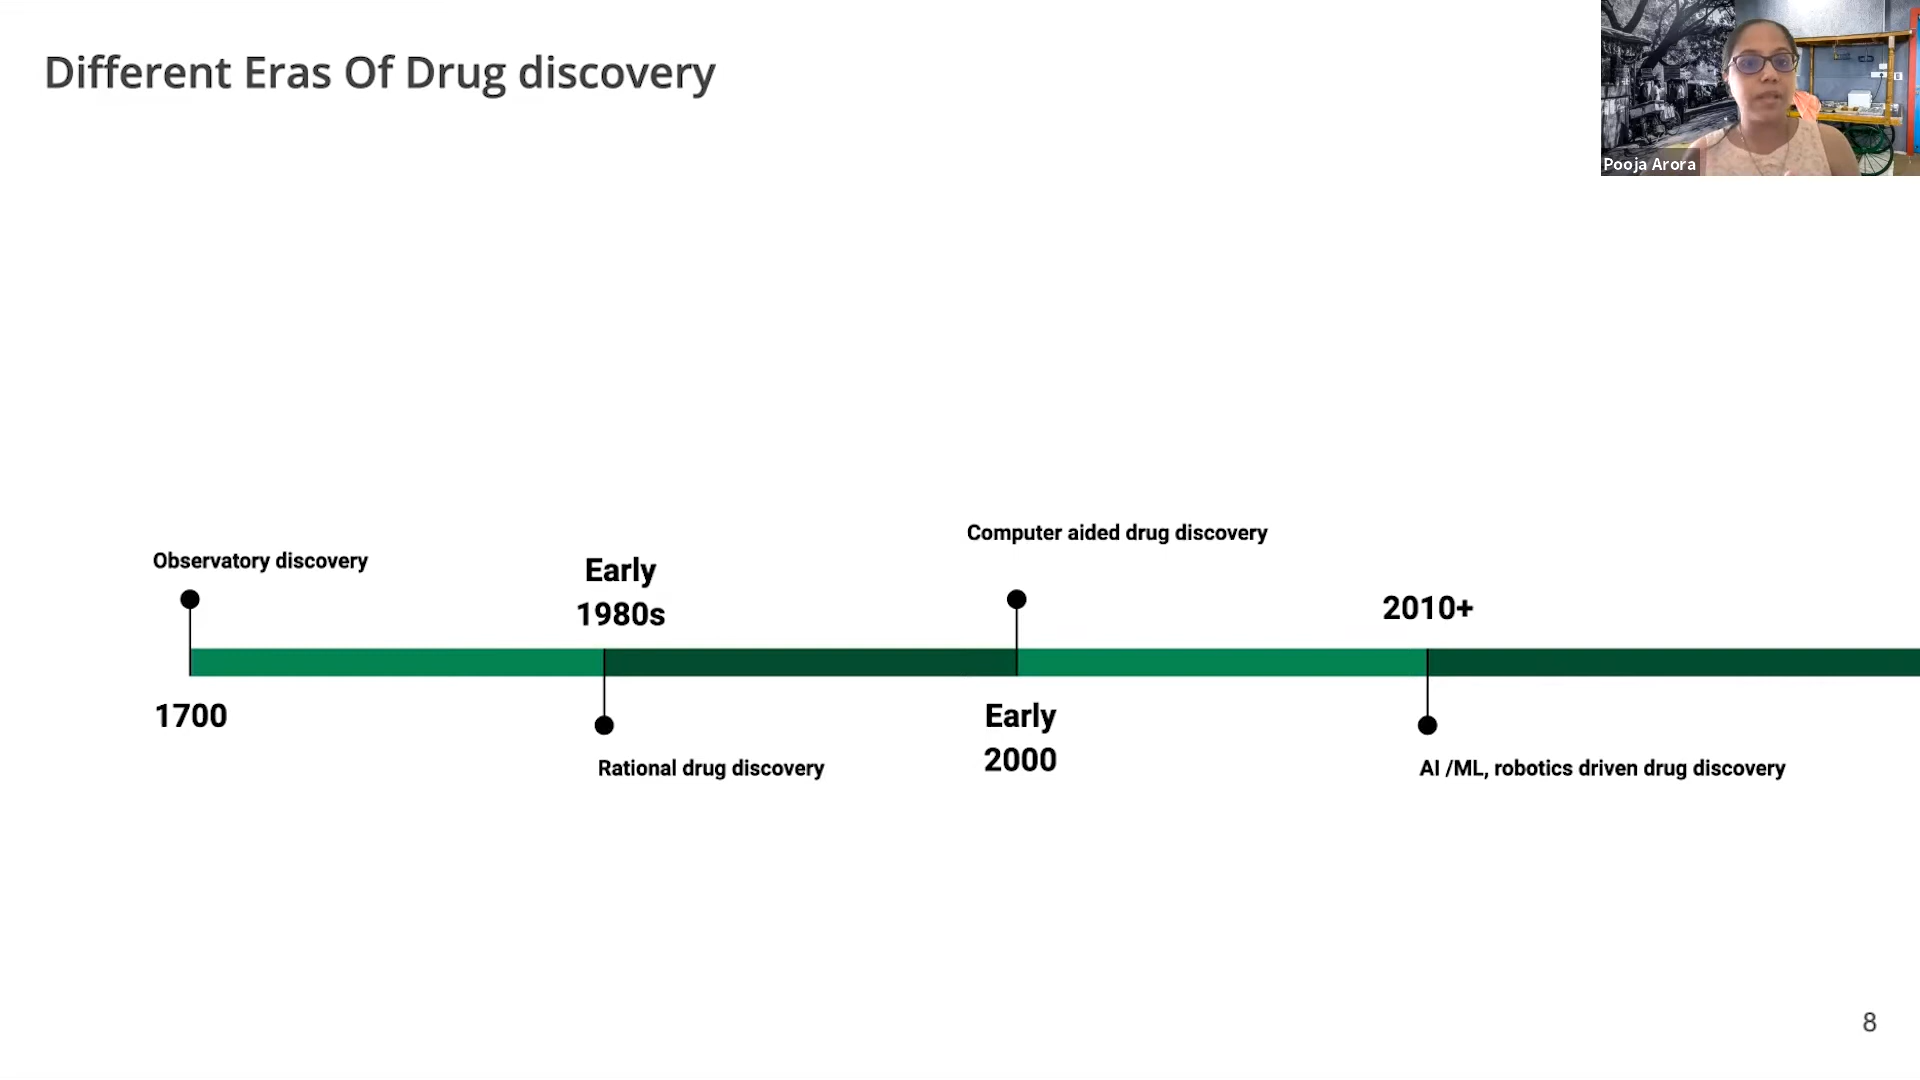 Different Eras Of Drug discovery
Pooja Arora
Computer aided drug discovery
Observatory discovery
Early
1980s
2010+
1700
Early
2000
Rational drug discovery
AI /ML, robotics driven drug discovery
8